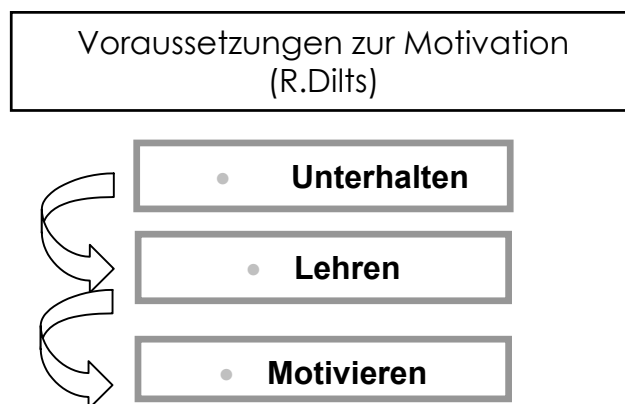 Voraussetzungen zur Motivation
(R.Dilts)
• Unterhalten
• Lehren
• Motivieren